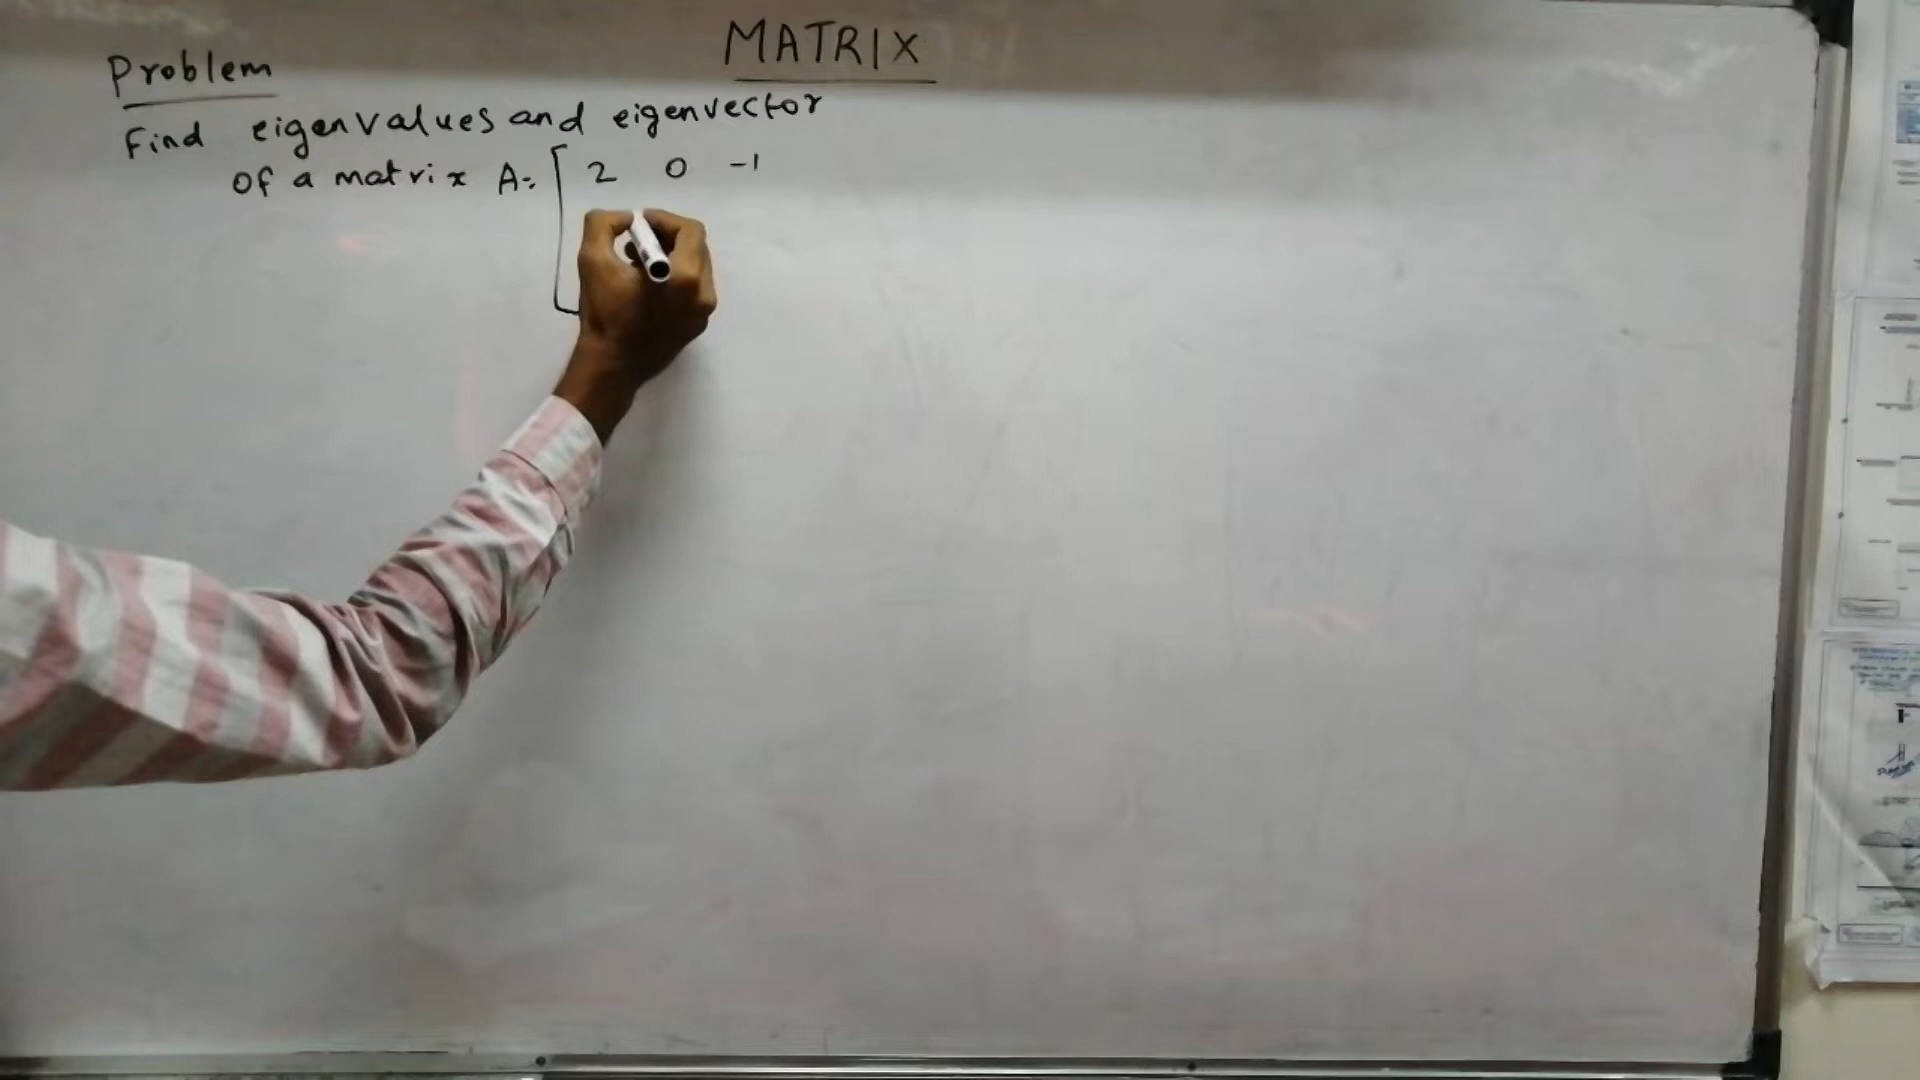 MATRIX
Problem
Find eigenvalues and eigenvector
of a matrix A= [ 2 0 -1